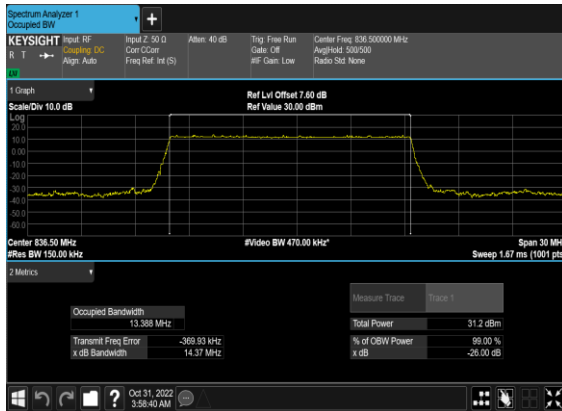 Spectrum Analyzer 1
Occupied BW
KEYSIGHT
R T
LXI
Input: RF
Coupling: DC
Align: Auto
Input Z: 50 Ω
Corr CCorr
Freq Ref: Int (S)
Atten: 40 dB
Trig: Free Run
Gate: Off
#IF Gain: Low
Center Freq: 836.500000 MHz
Avg|Hold: 500/500
Radio Std: None
1 Graph
Scale/Div 10.0 dB
Ref Lvl Offset 7.60 dB
Ref Value 30.00 dBm
Log
20.0
10.0
0.00
-10.0
-20.0
-30.0
-40.0
-50.0
-60.0
Center 836.50 MHz
#Video BW 470.00 kHz*
Span 30 MH
#Res BW 150.00 kHz
Sweep 1.67 ms (1001 pts
2 Metrics
Measure Trace
Trace 1
Occupied Bandwidth
13.388 MHz
Total Power
31.2 dBm
Transmit Freq Error
-369.93 kHz
% of OBW Power
99.00 %
x dB Bandwidth
14.37 MHz
x dB
-26.00 dB
?
Oct 31, 2022
3:58:40 AM